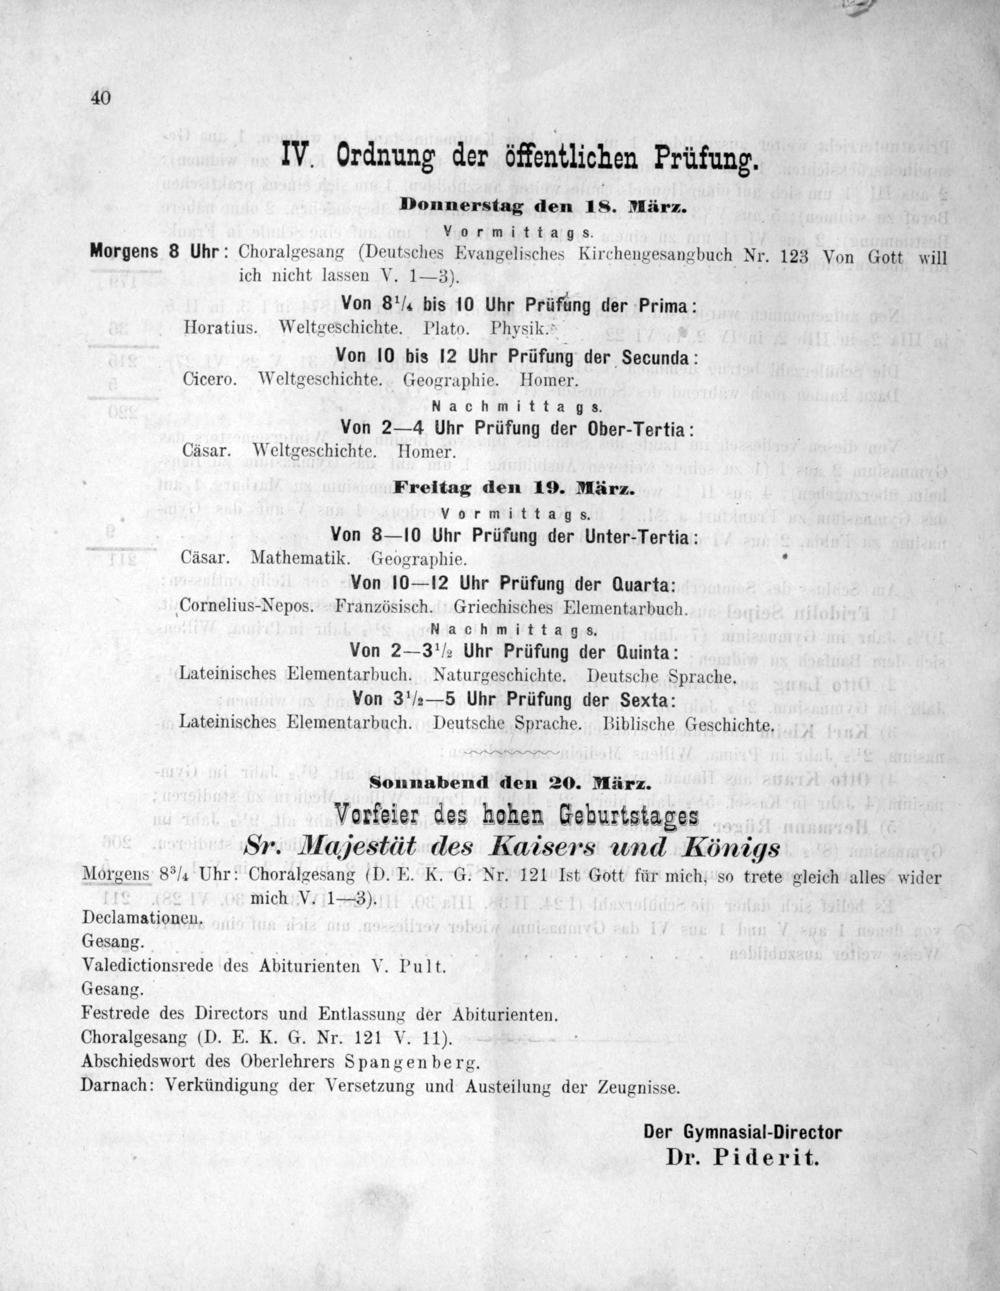 40
IV. Ordnung der öffentlichen Prüfung.
Donnerstag den 18. März.
Vormittags.
Morgens 8 Uhr: Choralgesang (Deutsches Evangelisches Kirchengesangbuch Nr. 123 Von Gott will
ich nicht lassen V. 1—3).
Von 8¹/₄ bis 10 Uhr Prüfung der Prima:
Horatius. Weltgeschichte. Plato. Physik.
Von 10 bis 12 Uhr Prüfung der Secunda:
Cicero. Weltgeschichte. Geographie. Homer.
Nachmittags.
Von 2—4 Uhr Prüfung der Ober-Tertia:
Cäsar. Weltgeschichte. Homer.
Freitag den 19. März.
Vormittags.
Von 8—10 Uhr Prüfung der Unter-Tertia:
Cäsar. Mathematik. Geographie.
Von 10—12 Uhr Prüfung der Quarta:
Cornelius-Nepos. Französisch. Griechisches Elementarbuch.
Nachmittags.
Von 2—3¹/₂ Uhr Prüfung der Quinta:
Lateinisches Elementarbuch. Naturgeschichte. Deutsche Sprache.
Von 3¹/₂—5 Uhr Prüfung der Sexta:
Lateinisches Elementarbuch. Deutsche Sprache. Biblische Geschichte.
Sonnabend den 20. März.
Vorfeier des hohen Geburtstages
Sr. Majestät des Kaisers und Königs
Morgens 8³/₄ Uhr: Choralgesang (D. E. K. G. Nr. 121 Ist Gott für mich, so trete gleich alles wider
mich V. 1—3).
Declamationen.
Gesang.
Valedictionsrede des Abiturienten V. Pult.
Gesang.
Festrede des Directors und Entlassung der Abiturienten.
Choralgesang (D. E. K. G. Nr. 121 V. 11).
Abschiedswort des Oberlehrers Spangenberg.
Darnach: Verkündigung der Versetzung und Austeilung der Zeugnisse.
Der Gymnasial-Director
Dr. Piderit.